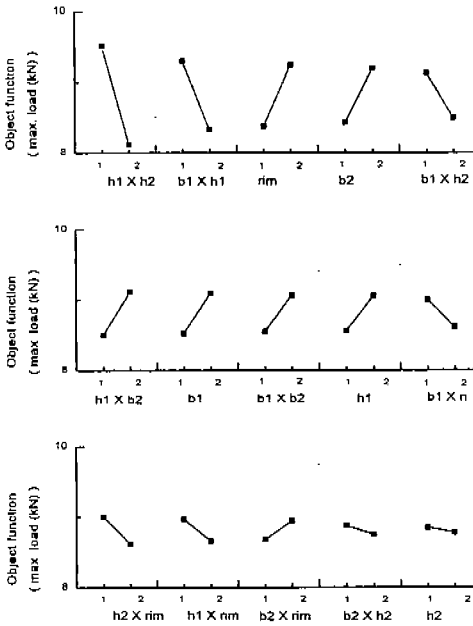 10
Object function
( max. load (kN) )
8
1 2 1 2 1 2 1 2 1 2
h1 X h2 b1 X h1 rim b2 b1 X h2
10
Object function
( max load (kN) )
8
1 2 1 2 1 2 1 2 1 2
h1 X b2 b1 b1 X b2 h1 b1 X n
10
Object function
( max. load (kN) )
8
1 2 1 2 1 2 1 2 1 2
h2 X rim h1 X rim b2 X rim b2 X h2 h2